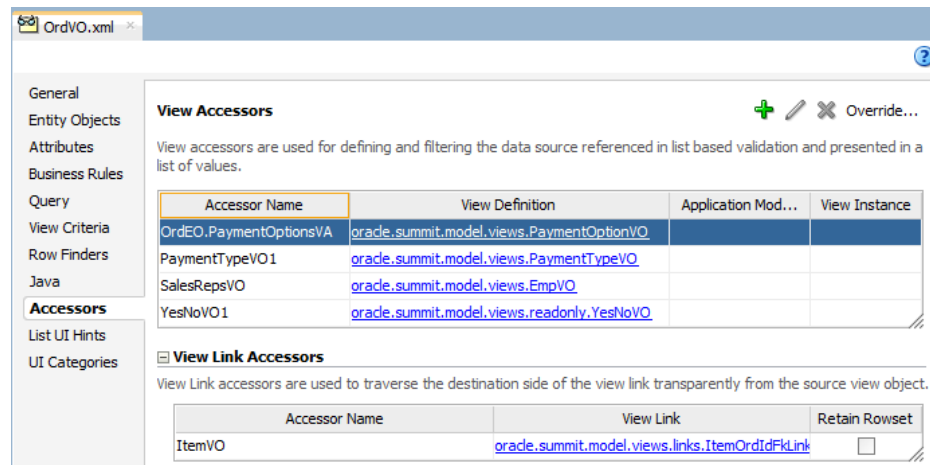 OrdVO.xml
General
Entity Objects
Attributes
Business Rules
Query
View Criteria
Row Finders
Java
Accessors
List UI Hints
UI Categories
View Accessors
Override...
View accessors are used for defining and filtering the data source referenced in list based validation and presented in a
list of values.
Accessor Name View Definition Application Mod... View Instance
OrdEO.PaymentOptionsVA oracle.summit.model.views.PaymentOptionVO
PaymentTypeVO1 oracle.summit.model.views.PaymentTypeVO
SalesRepsVO oracle.summit.model.views.EmpVO
YesNoVO1 oracle.summit.model.views.readonly.YesNoVO
View Link Accessors
View Link accessors are used to traverse the destination side of the view link transparently from the source view object.
Accessor Name View Link Retain Rowset
ItemVO oracle.summit.model.views.links.ItemOrdIdFkLink